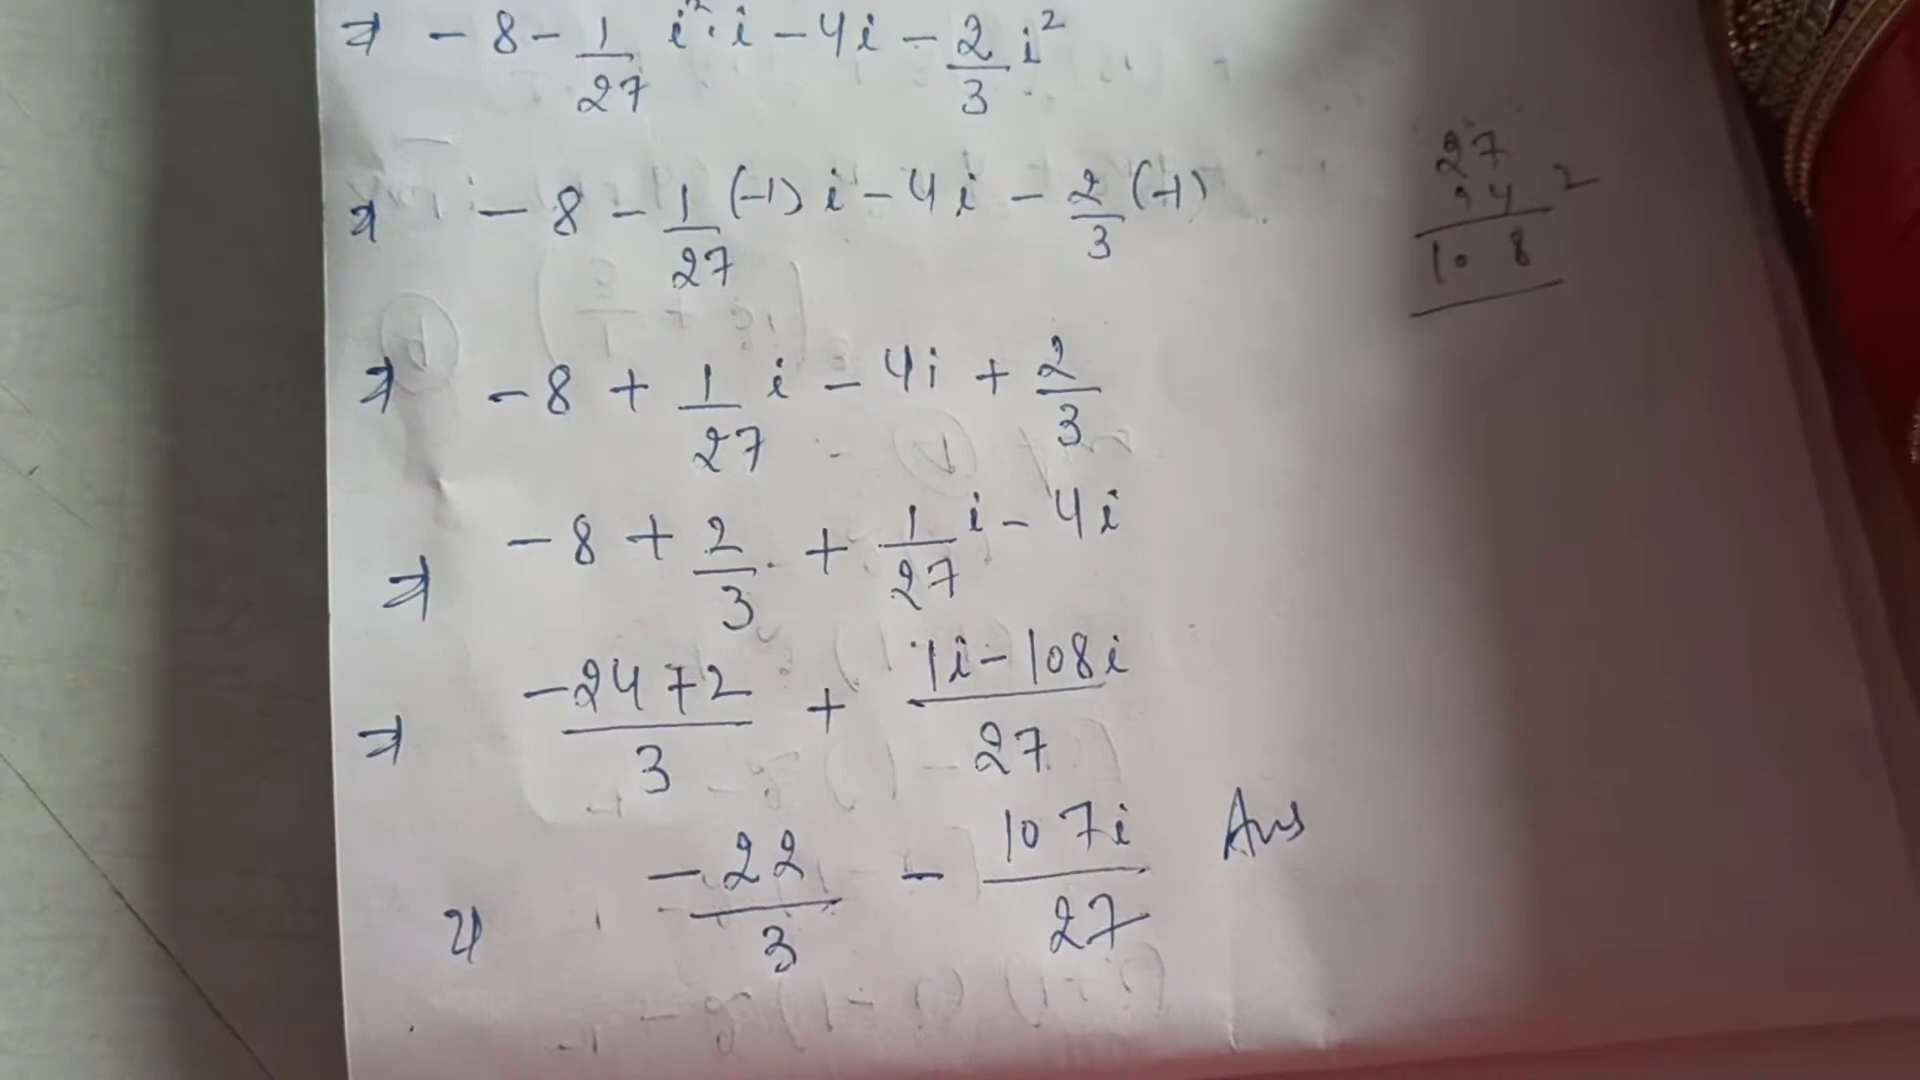 ⇒ -8 - 1/27 i²·i - 4i - 2/3 i²
⇒ -8 - 1/27 (-1) i - 4i - 2/3 (-1)
⇒ -8 + 1/27 i - 4i + 2/3
⇒ -8 + 2/3 + 1/27 i - 4i
⇒ -24+2/3 + 1i-108i/27
⇒ -22/3 - 107i/27 Ans
27
4 2
108